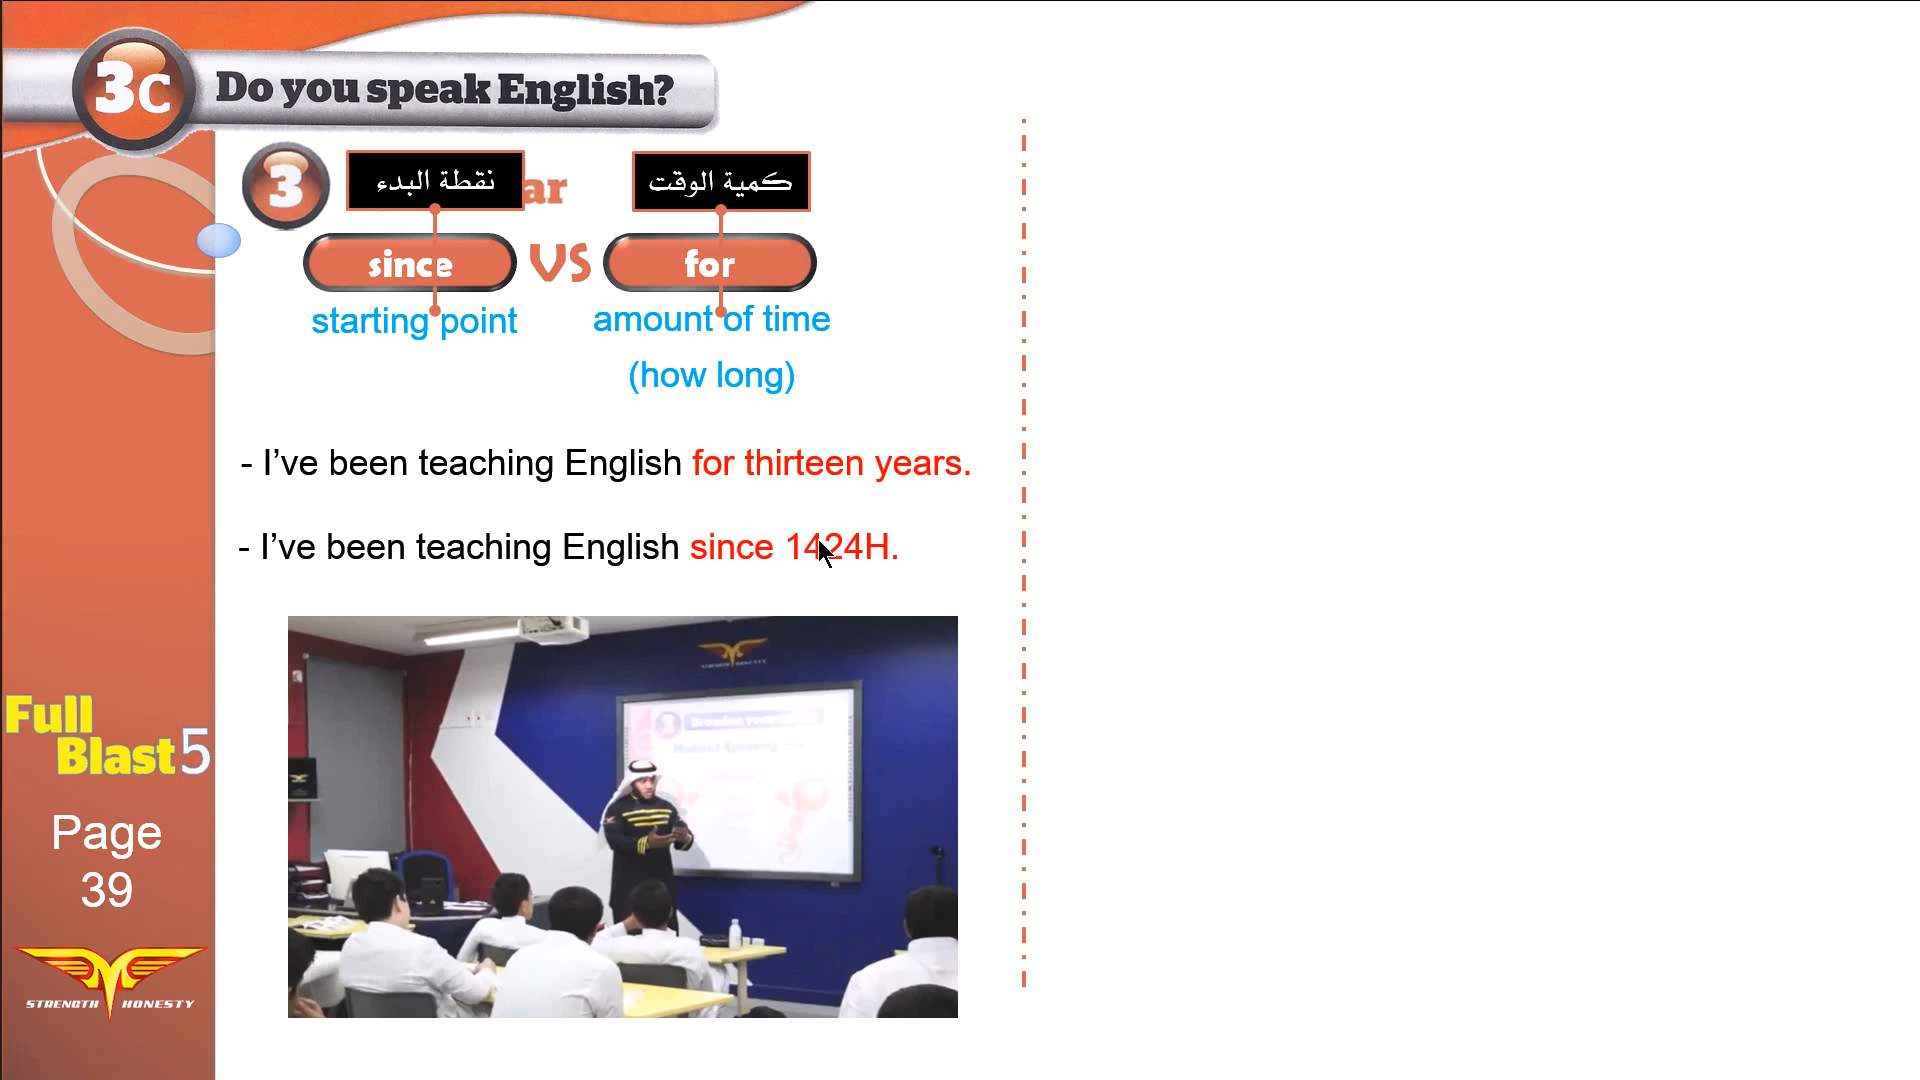 3c Do you speak English?
3
نقطة البدء
ar
كمية الوقت
since VS for
starting point
amount of time
(how long)
- I’ve been teaching English for thirteen years.
- I’ve been teaching English since 1424H.
Full
Blast 5
Page
39
STRENGTH HONESTY